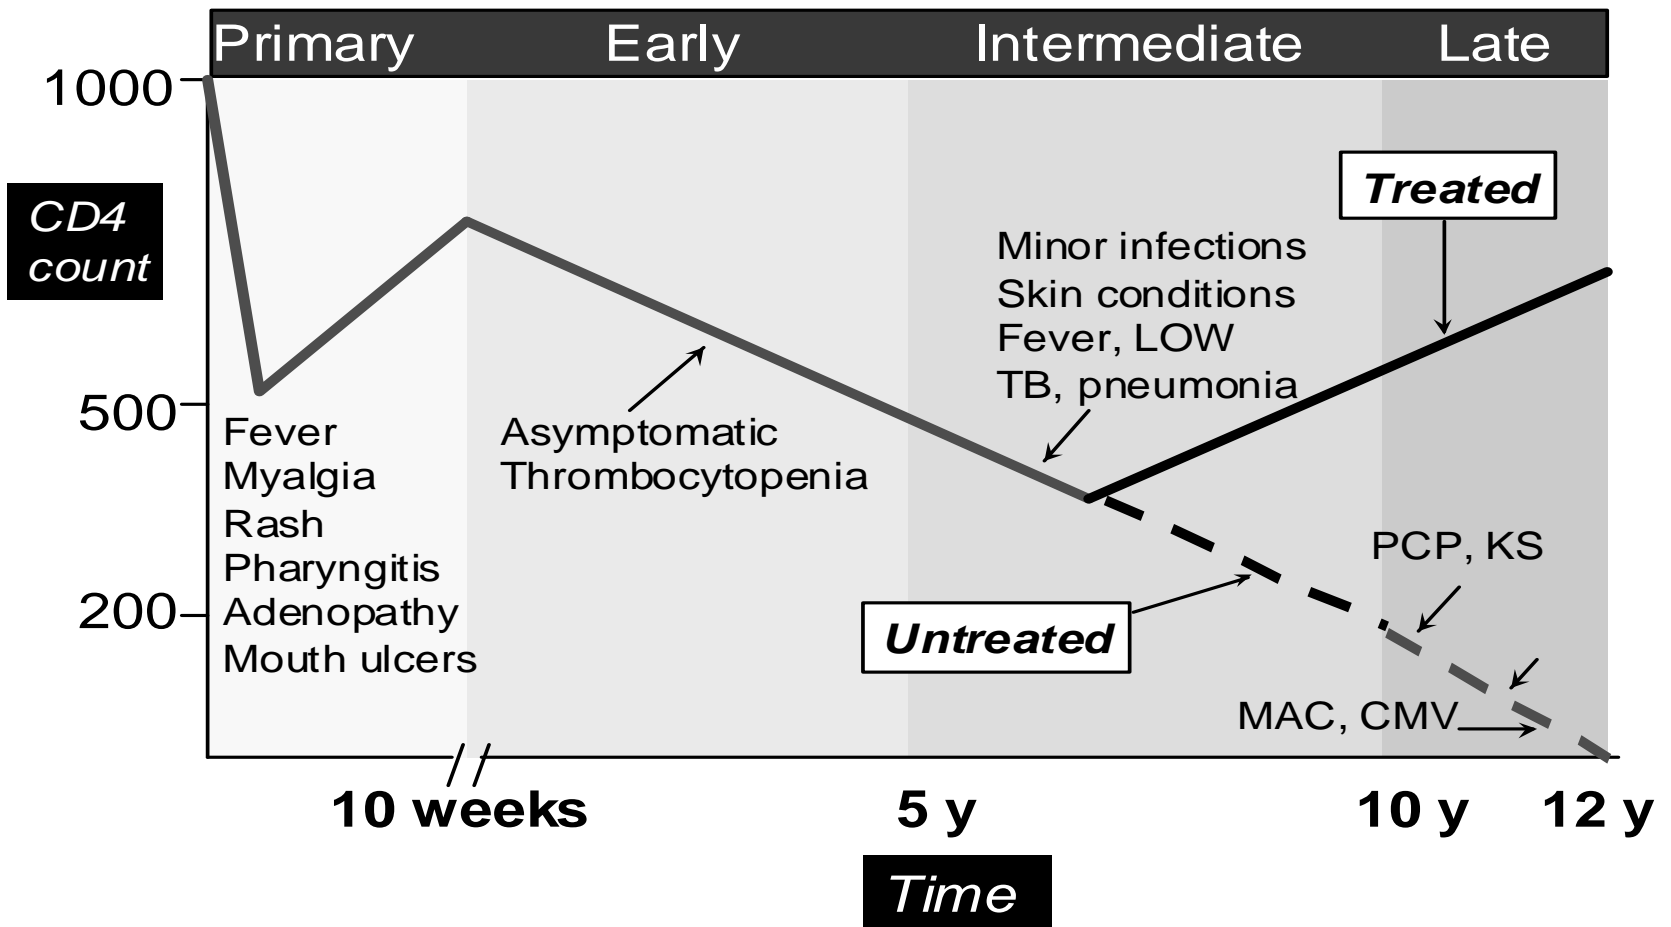 Primary Early Intermediate Late
1000
CD4
count
Treated
Minor infections
Skin conditions
Fever, LOW
TB, pneumonia
500
Fever
Myalgia
Rash
Pharyngitis
Adenopathy
Mouth ulcers
Asymptomatic
Thrombocytopenia
PCP, KS
200
Untreated
MAC, CMV
10 weeks 5 y 10 y 12 y
Time